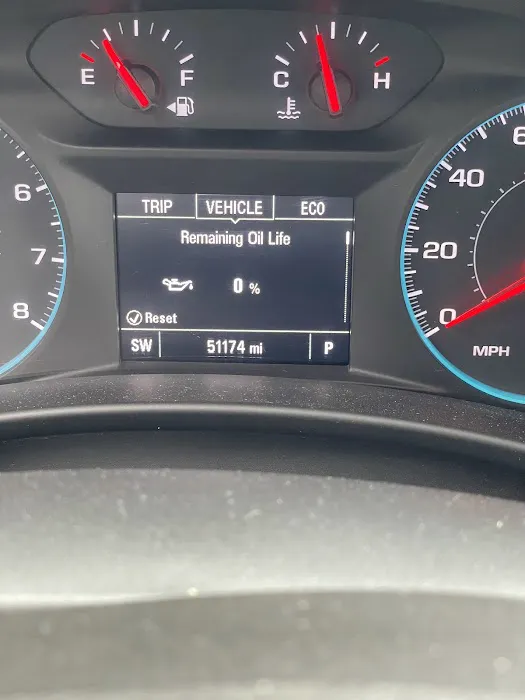 E F
C H
TRIP VEHICLE ECO
Remaining Oil Life
0 %
Reset
SW 51174 mi P
6
7
8
40
20
0
MPH